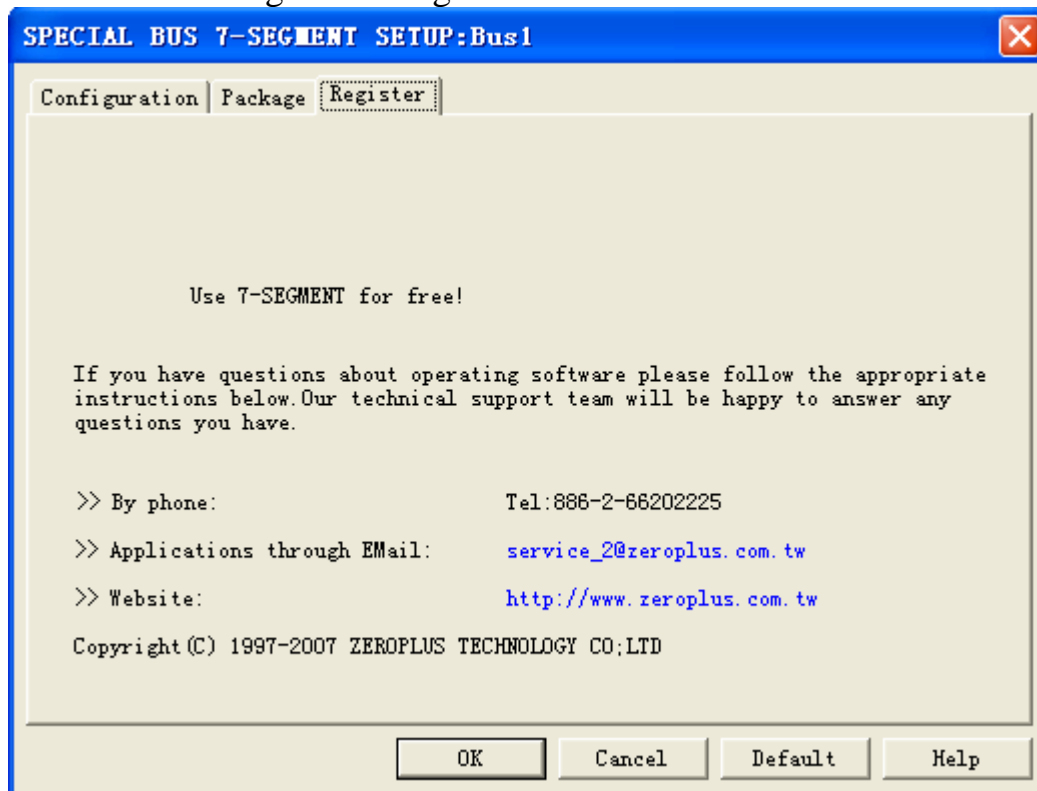 SPECIAL BUS 7-SEGMENT SETUP:Bus1
Configuration Package Register
Use 7-SEGMENT for free!
If you have questions about operating software please follow the appropriate
instructions below.Our technical support team will be happy to answer any
questions you have.
>> By phone: Tel:886-2-66202225
>> Applications through EMail: service_2@zeroplus.com.tw
>> Website: http://www.zeroplus.com.tw
Copyright(C) 1997-2007 ZEROPLUS TECHNOLOGY CO;LTD
OK Cancel Default Help